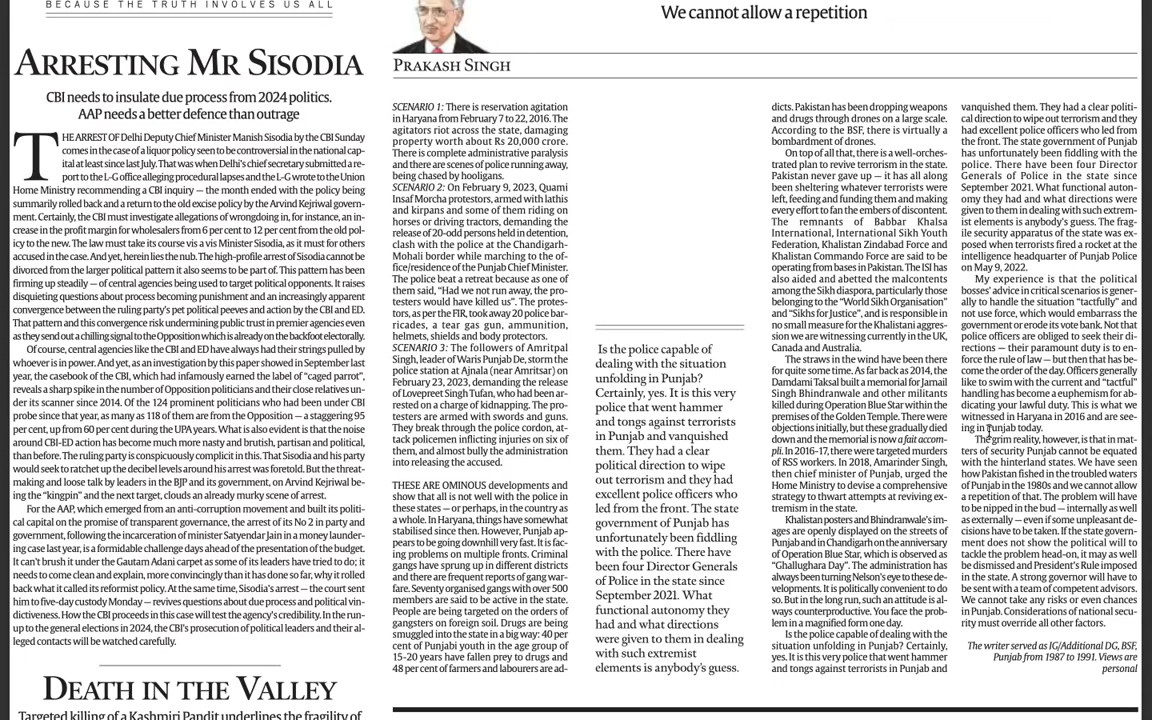 BECAUSE THE TRUTH INVOLVES US ALL
ARRESTING MR SISODIA
CBI needs to insulate due process from 2024 politics.
AAP needs a better defence than outrage
THE ARREST OF Delhi Deputy Chief Minister Manish Sisodia by the CBI Sunday
comes in the case of a liquor policy seen to be controversial in the national cap-
ital at least since last July. That was when Delhi's chief secretary submitted a re-
port to the L-G office alleging procedural lapses and the L-G wrote to the Union
Home Ministry recommending a CBI inquiry — the month ended with the policy being
summarily rolled back and a return to the old excise policy by the Arvind Kejriwal govern-
ment. Certainly, the CBI must investigate allegations of wrongdoing in, for instance, an in-
crease in the profit margin for wholesalers from 6 per cent to 12 per cent from the old pol-
icy to the new. The law must take its course vis a vis Minister Sisodia, as it must for others
accused in the case. And yet, herein lies the nub. The high-profile arrest of Sisodia cannot be
divorced from the larger political pattern it also seems to be part of. This pattern has been
firming up steadily — of central agencies being used to target political opponents. It raises
disquieting questions about process becoming punishment and an increasingly apparent
convergence between the ruling party's pet political peeves and action by the CBI and ED.
That pattern and this convergence risk undermining public trust in premier agencies even
as they send out a chilling signal to the Opposition which is already on the backfoot electorally.
Of course, central agencies like the CBI and ED have always had their strings pulled by
whoever is in power. And yet, as an investigation by this paper showed in September last
year, the casebook of the CBI, which had infamously earned the label of "caged parrot",
reveals a sharp spike in the number of Opposition politicians and their close relatives un-
der its scanner since 2014. Of the 124 prominent politicians who had been under CBI
probe since that year, as many as 118 of them are from the Opposition — a staggering 95
per cent, up from 60 per cent during the UPA years. What is also evident is that the noise
around CBI-ED action has become much more nasty and brutish, partisan and political,
than before. The ruling party is conspicuously complicit in this. That Sisodia and his party
would seek to ratchet up the decibel levels around his arrest was foretold. But the threat-
making and loose talk by leaders in the BJP and its government, on Arvind Kejriwal be-
ing the "kingpin" and the next target, clouds an already murky scene of arrest.
For the AAP, which emerged from an anti-corruption movement and built its politi-
cal capital on the promise of transparent governance, the arrest of its No 2 in party and
government, following the incarceration of minister Satyendar Jain in a money launder-
ing case last year, is a formidable challenge days ahead of the presentation of the budget.
It can't brush it under the Gautam Adani carpet as some of its leaders have tried to do; it
needs to come clean and explain, more convincingly than it has done so far, why it rolled
back what it called its reformist policy. At the same time, Sisodia's arrest — the court sent
him to five-day custody Monday — revives questions about due process and political vin-
dictiveness. How the CBI proceeds in this case will test the agency's credibility. In the run-
up to the general elections in 2024, the CBI's prosecution of political leaders and their al-
leged contacts will be watched carefully.
DEATH IN THE VALLEY
Targeted killing of a Kashmiri Pandit underlines the fragility of
We cannot allow a repetition
PRAKASH SINGH
SCENARIO 1: There is reservation agitation
in Haryana from February 7 to 22, 2016. The
agitators riot across the state, damaging
property worth about Rs 20,000 crore.
There is complete administrative paralysis
and there are scenes of police running away,
being chased by hooligans.
SCENARIO 2: On February 9, 2023, Quami
Insaf Morcha protestors, armed with lathis
and kirpans and some of them riding on
horses or driving tractors, demanding the
release of 20-odd persons held in detention,
clash with the police at the Chandigarh-
Mohali border while marching to the of-
fice/residence of the Punjab Chief Minister.
The police beat a retreat because as one of
them said, "Had we not run away, the pro-
testers would have killed us". The protes-
tors, as per the FIR, took away 20 police bar-
ricades, a tear gas gun, ammunition,
helmets, shields and body protectors.
SCENARIO 3: The followers of Amritpal
Singh, leader of Waris Punjab De, storm the
police station at Ajnala (near Amritsar) on
February 23, 2023, demanding the release
of Lovepreet Singh Tufan, who had been ar-
rested on a charge of kidnapping. The pro-
testers are armed with swords and guns.
They break through the police cordon, at-
tack policemen inflicting injuries on six of
them, and almost bully the administration
into releasing the accused.
THESE ARE OMINOUS developments and
show that all is not well with the police in
these states — or perhaps, in the country as
a whole. In Haryana, things have somewhat
stabilised since then. However, Punjab ap-
pears to be going downhill very fast. It is fac-
ing problems on multiple fronts. Criminal
gangs have sprung up in different districts
and there are frequent reports of gang war-
fare. Seventy organised gangs with over 500
members are said to be active in the state.
People are being targeted on the orders of
gangsters on foreign soil. Drugs are being
smuggled into the state in a big way: 40 per
cent of Punjabi youth in the age group of
15-20 years have fallen prey to drugs and
48 per cent of farmers and labourers are ad-
Is the police capable of
dealing with the situation
unfolding in Punjab?
Certainly, yes. It is this very
police that went hammer
and tongs against terrorists
in Punjab and vanquished
them. They had a clear
political direction to wipe
out terrorism and they had
excellent police officers who
led from the front. The state
government of Punjab has
unfortunately been fiddling
with the police. There have
been four Director Generals
of Police in the state since
September 2021. What
functional autonomy they
had and what directions
were given to them in dealing
with such extremist
elements is anybody's guess.
dicts. Pakistan has been dropping weapons
and drugs through drones on a large scale.
According to the BSF, there is virtually a
bombardment of drones.
On top of all that, there is a well-orches-
trated plan to revive terrorism in the state.
Pakistan never gave up — it has all along
been sheltering whatever terrorists were
left, feeding and funding them and making
every effort to fan the embers of discontent.
The remnants of Babbar Khalsa
International, International Sikh Youth
Federation, Khalistan Zindabad Force and
Khalistan Commando Force are said to be
operating from bases in Pakistan. The ISI has
also aided and abetted the malcontents
among the Sikh diaspora, particularly those
belonging to the "World Sikh Organisation"
and "Sikhs for Justice", and is responsible in
no small measure for the Khalistani aggres-
sion we are witnessing currently in the UK,
Canada and Australia.
The straws in the wind have been there
for quite some time. As far back as 2014, the
Damdami Taksal built a memorial for Jarnail
Singh Bhindranwale and other militants
killed during Operation Blue Star within the
premises of the Golden Temple. There were
objections initially, but these gradually died
down and the memorial is now a fait accom-
pli. In 2016-17, there were targeted murders
of RSS workers. In 2018, Amarinder Singh,
then chief minister of Punjab, urged the
Home Ministry to devise a comprehensive
strategy to thwart attempts at reviving ex-
tremism in the state.
Khalistan posters and Bhindranwale's im-
ages are openly displayed on the streets of
Punjab and in Chandigarh on the anniversary
of Operation Blue Star, which is observed as
"Ghallughara Day". The administration has
always been turning Nelson's eye to these de-
velopments. It is politically convenient to do
so. But in the long run, such an attitude is al-
ways counterproductive. You face the prob-
lem in a magnified form one day.
Is the police capable of dealing with the
situation unfolding in Punjab? Certainly,
yes. It is this very police that went hammer
and tongs against terrorists in Punjab and
vanquished them. They had a clear politi-
cal direction to wipe out terrorism and they
had excellent police officers who led from
the front. The state government of Punjab
has unfortunately been fiddling with the
police. There have been four Director
Generals of Police in the state since
September 2021. What functional auton-
omy they had and what directions were
given to them in dealing with such extrem-
ist elements is anybody's guess. The frag-
ile security apparatus of the state was ex-
posed when terrorists fired a rocket at the
intelligence headquarter of Punjab Police
on May 9, 2022.
My experience is that the political
bosses' advice in critical scenarios is gener-
ally to handle the situation "tactfully" and
not use force, which would embarrass the
government or erode its vote bank. Not that
police officers are obliged to seek their di-
rections — their paramount duty is to en-
force the rule of law — but then that has be-
come the order of the day. Officers generally
like to swim with the current and "tactful"
handling has become a euphemism for ab-
dicating your lawful duty. This is what we
witnessed in Haryana in 2016 and are see-
ing in Punjab today.
The grim reality, however, is that in mat-
ters of security Punjab cannot be equated
with the hinterland states. We have seen
how Pakistan fished in the troubled waters
of Punjab in the 1980s and we cannot allow
a repetition of that. The problem will have
to be nipped in the bud — internally as well
as externally — even if some unpleasant de-
cisions have to be taken. If the state govern-
ment does not show the political will to
tackle the problem head-on, it may as well
be dismissed and President's Rule imposed
in the state. A strong governor will have to
be sent with a team of competent advisors.
We cannot take any risks or even chances
in Punjab. Considerations of national secu-
rity must override all other factors.
The writer served as IG/Additional DG, BSF,
Punjab from 1987 to 1991. Views are
personal